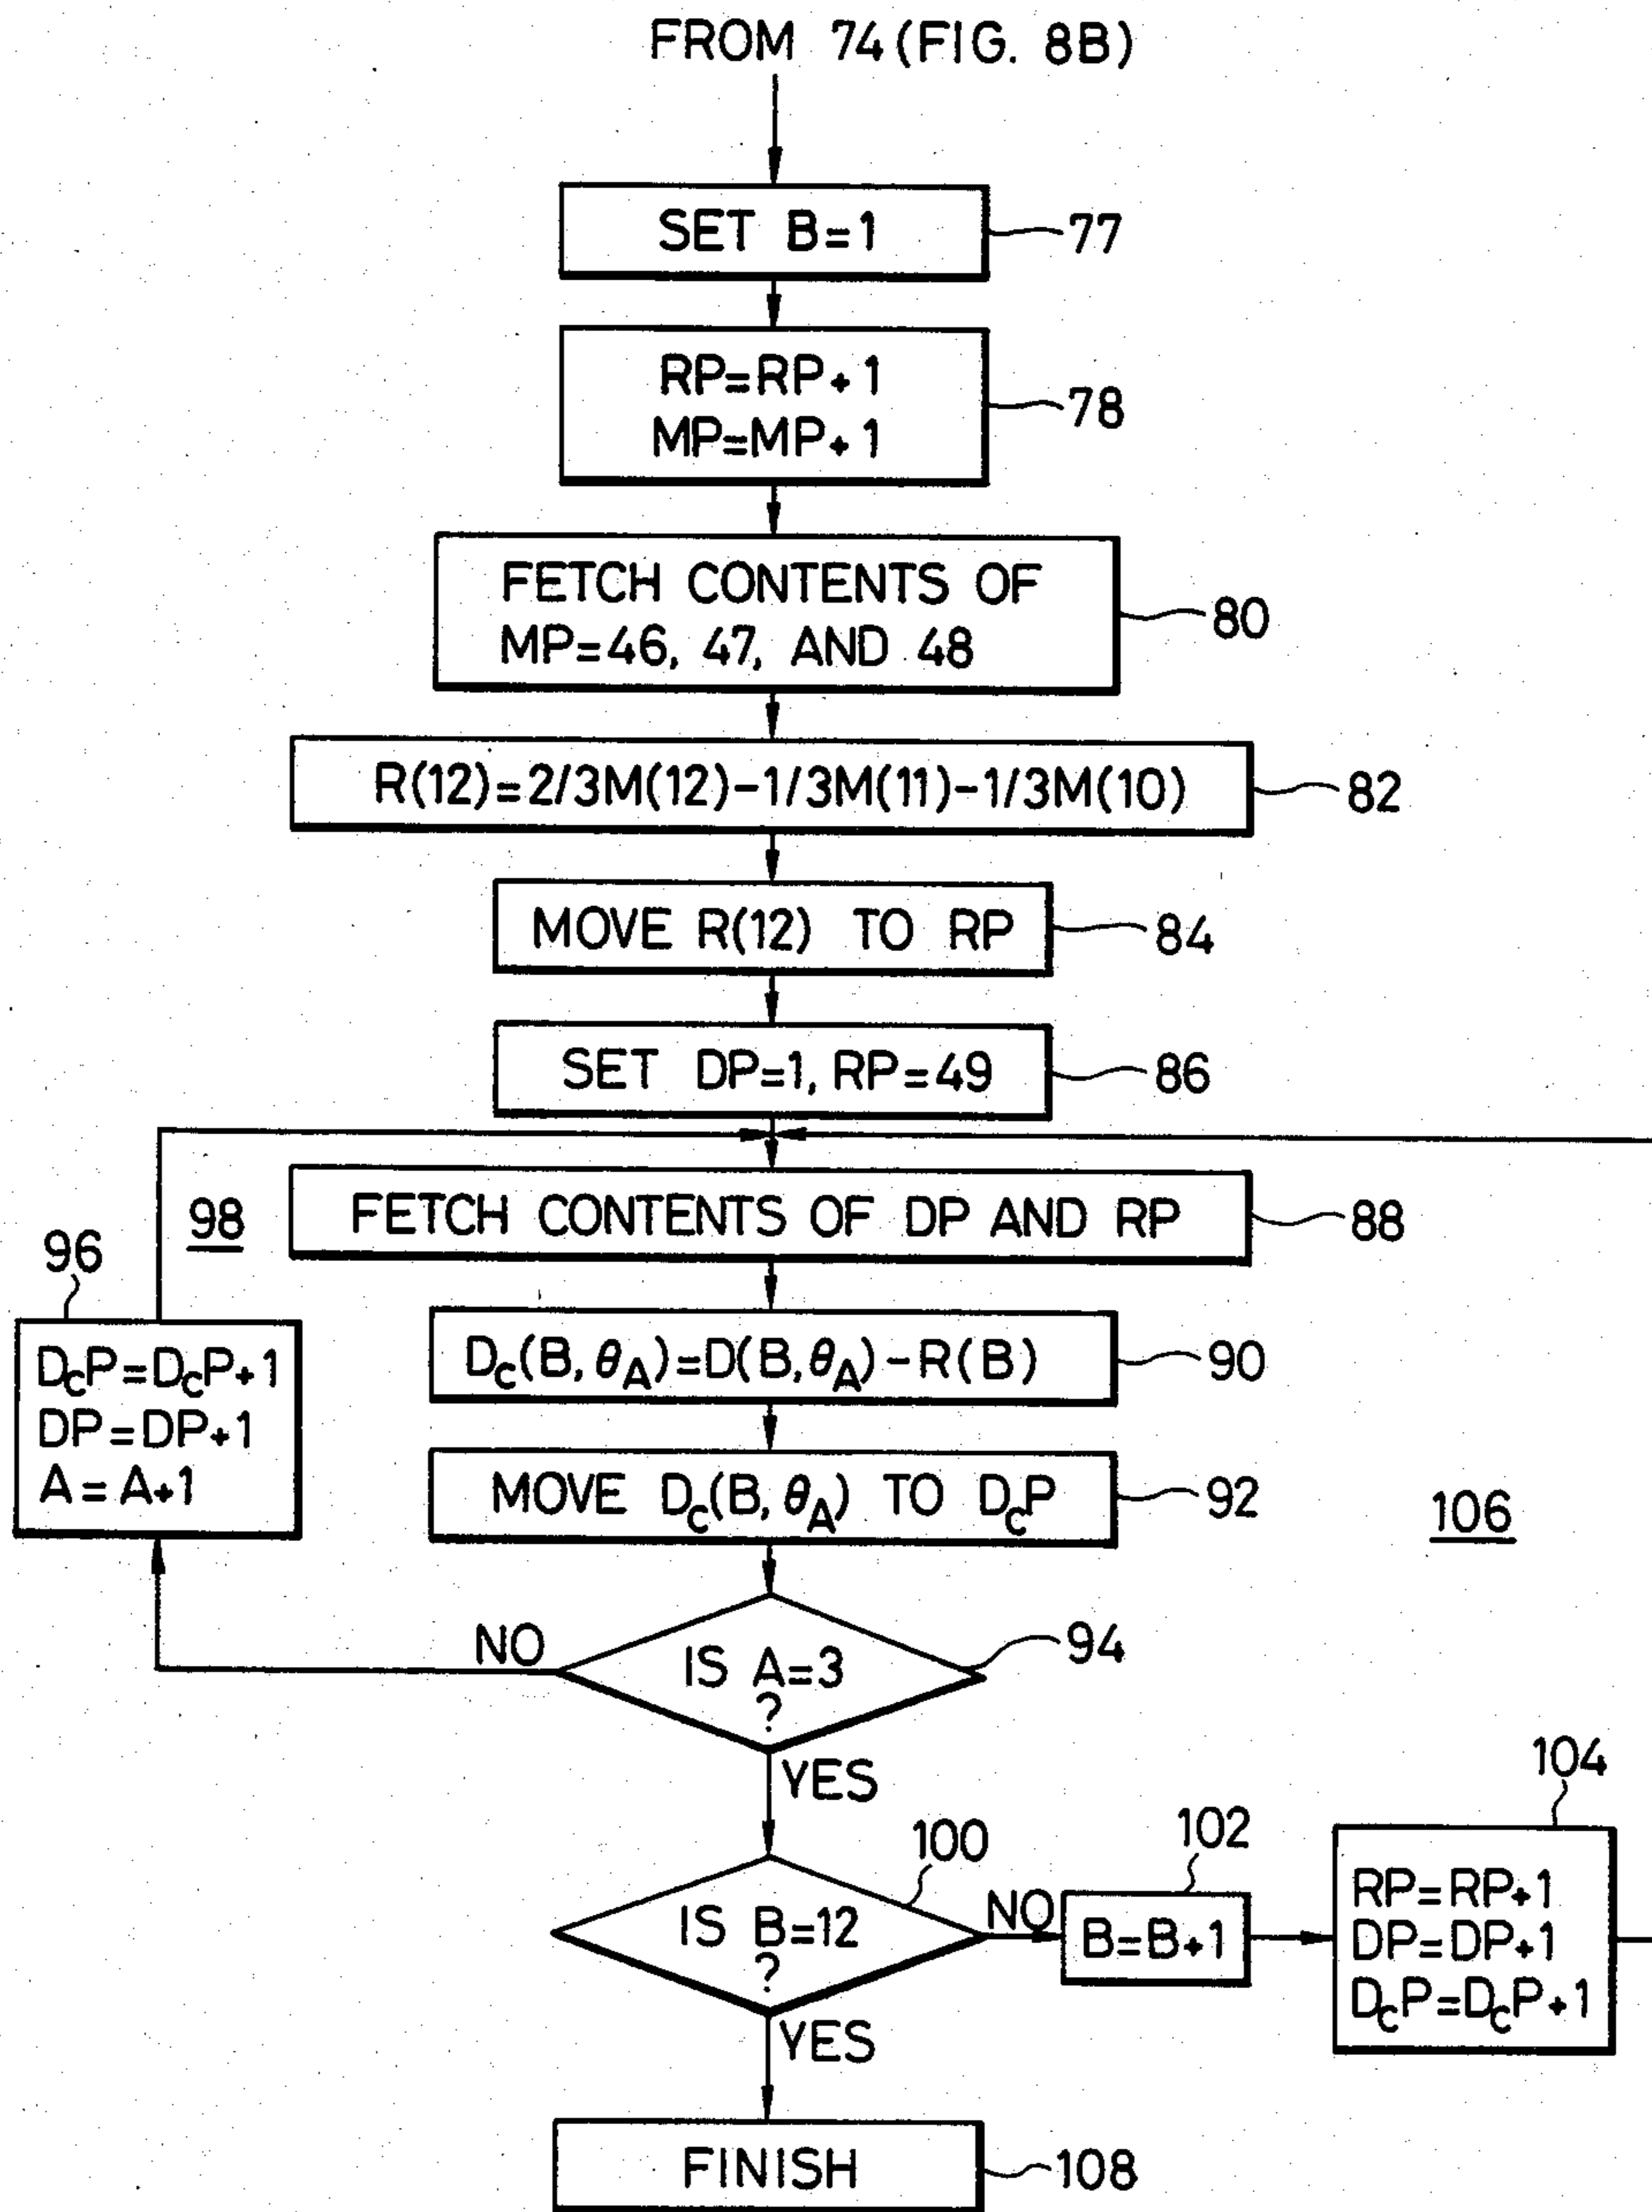 FROM 74 (FIG. 8B)
SET B=1
77
RP=RP+1
MP=MP+1
78
FETCH CONTENTS OF
MP=46, 47, AND 48
80
R(12)=2/3M(12)-1/3M(11)-1/3M(10)
82
MOVE R(12) TO RP
84
SET DP=1, RP=49
86
FETCH CONTENTS OF DP AND RP
88
98
96
DcP=DcP+1
DP=DP+1
A=A+1
Dc(B,θA)=D(B,θA)-R(B)
90
MOVE Dc(B,θA) TO DcP
92
106
IS A=3
?
94
NO
YES
IS B=12
?
100
NO
102
B=B+1
104
RP=RP+1
DP=DP+1
DcP=DcP+1
YES
FINISH
108